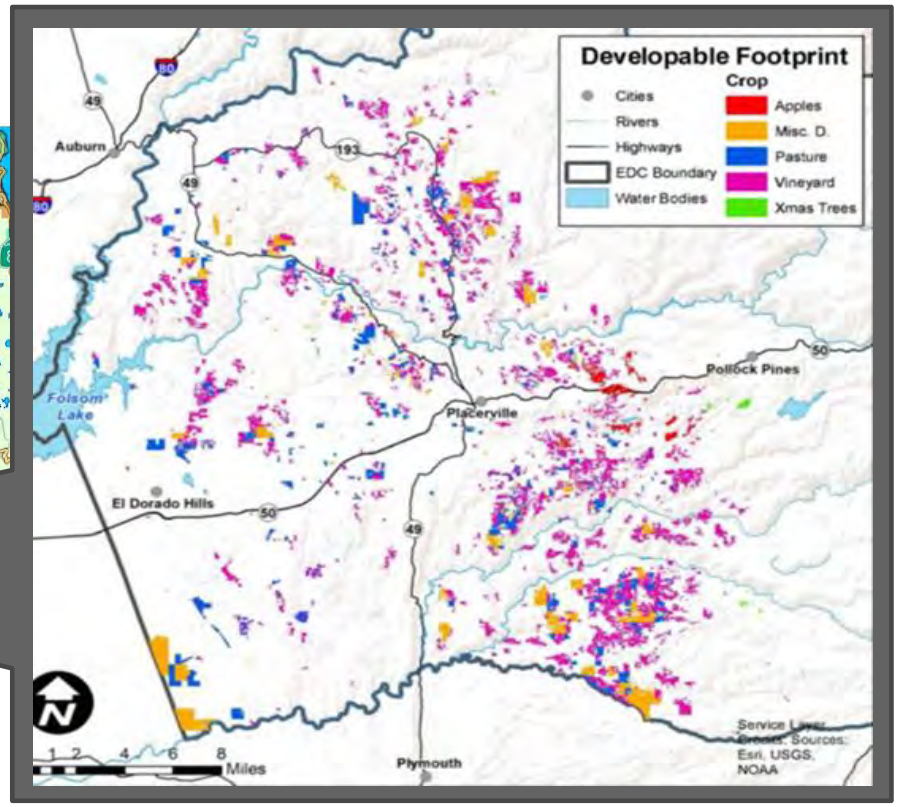 Developable Footprint
Cities
Rivers
Highways
EDC Boundary
Water Bodies
Crop
Apples
Misc. D.
Pasture
Vineyard
Xmas Trees
80
49
Auburn
193
49
80
Pollock Pines
50
Folsom
Lake
Placerville
El Dorado Hills
50
49
N
1 2 4 6 8
Miles
Plymouth
Service Layer
Credits: Sources:
Esri, USGS,
NOAA